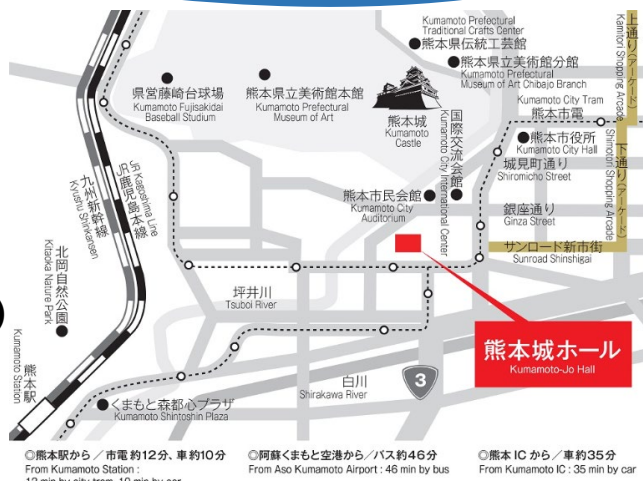 Kumamoto Prefectural
Traditional Crafts Center
熊本県伝統工芸館
熊本県立美術館分館
Kumamoto Prefectural
Museum of Art Chibajo Branch
上通り(アーケード)
Kamitori Shopping Arcade
県営藤崎台球場
Kumamoto Fujisakidai
Baseball Studium
熊本県立美術館本館
Kumamoto Prefectural
Museum of Art
熊本城
Kumamoto
Castle
国際交流会館
Kumamoto City International Center
Kumamoto City Tram
熊本市電
熊本市役所
Kumamoto City Hall
城見町通り
Shiromicho Street
下通り(アーケード)
Shimotori Shopping Arcade
熊本市民会館
Kumamoto City
Auditorium
銀座通り
Ginza Street
サンロード新市街
Sunroad Shinshigai
JR鹿児島本線
JR Kagoshima Line
九州新幹線
Kyushu Shinkansen
北岡自然公園
Kitaoka Nature Park
坪井川
Tsuboi River
熊本城ホール
Kumamoto-Jo Hall
熊本駅
Kumamoto Station
白川
Shirakawa River
3
くまもと森都心プラザ
Kumamoto Shintoshin Plaza
◎熊本駅から/市電約12分、車約10分
From Kumamoto Station :
12 min by city tram, 10 min by car
◎阿蘇くまもと空港から/バス約46分
From Aso Kumamoto Airport : 46 min by bus
◎熊本 IC から/車約35分
From Kumamoto IC : 35 min by car